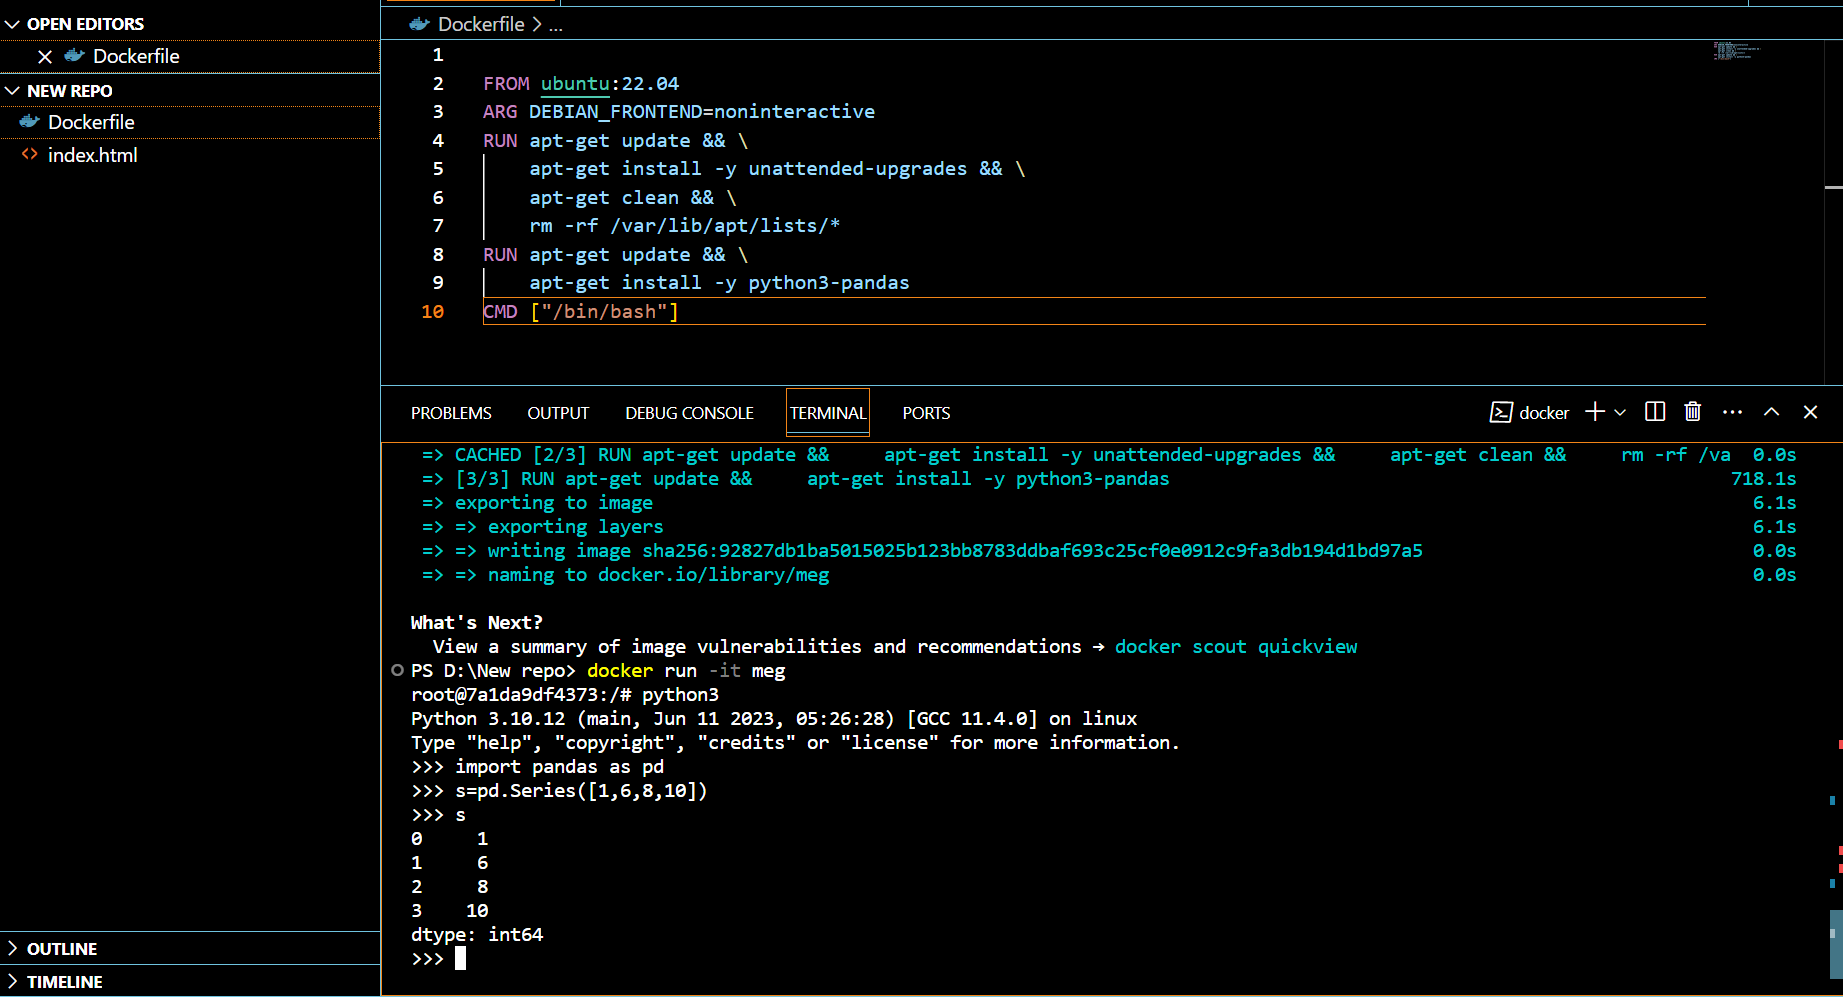 OPEN EDITORS
Dockerfile
NEW REPO
Dockerfile
index.html
OUTLINE
TIMELINE
Dockerfile > ...
1
2 FROM ubuntu:22.04
3 ARG DEBIAN_FRONTEND=noninteractive
4 RUN apt-get update && \
5     apt-get install -y unattended-upgrades && \
6     apt-get clean && \
7     rm -rf /var/lib/apt/lists/*
8 RUN apt-get update && \
9     apt-get install -y python3-pandas
10 CMD ["/bin/bash"]
PROBLEMS OUTPUT DEBUG CONSOLE TERMINAL PORTS docker
=> CACHED [2/3] RUN apt-get update &&     apt-get install -y unattended-upgrades &&     apt-get clean &&     rm -rf /va  0.0s
=> [3/3] RUN apt-get update &&     apt-get install -y python3-pandas 718.1s
=> exporting to image 6.1s
=> => exporting layers 6.1s
=> => writing image sha256:92827db1ba5015025b123bb8783ddbaf693c25cf0e0912c9fa3db194d1bd97a5 0.0s
=> => naming to docker.io/library/meg 0.0s
What's Next?
View a summary of image vulnerabilities and recommendations → docker scout quickview
PS D:\New repo> docker run -it meg
root@7a1da9df4373:/# python3
Python 3.10.12 (main, Jun 11 2023, 05:26:28) [GCC 11.4.0] on linux
Type "help", "copyright", "credits" or "license" for more information.
>>> import pandas as pd
>>> s=pd.Series([1,6,8,10])
>>> s
0     1
1     6
2     8
3    10
dtype: int64
>>>